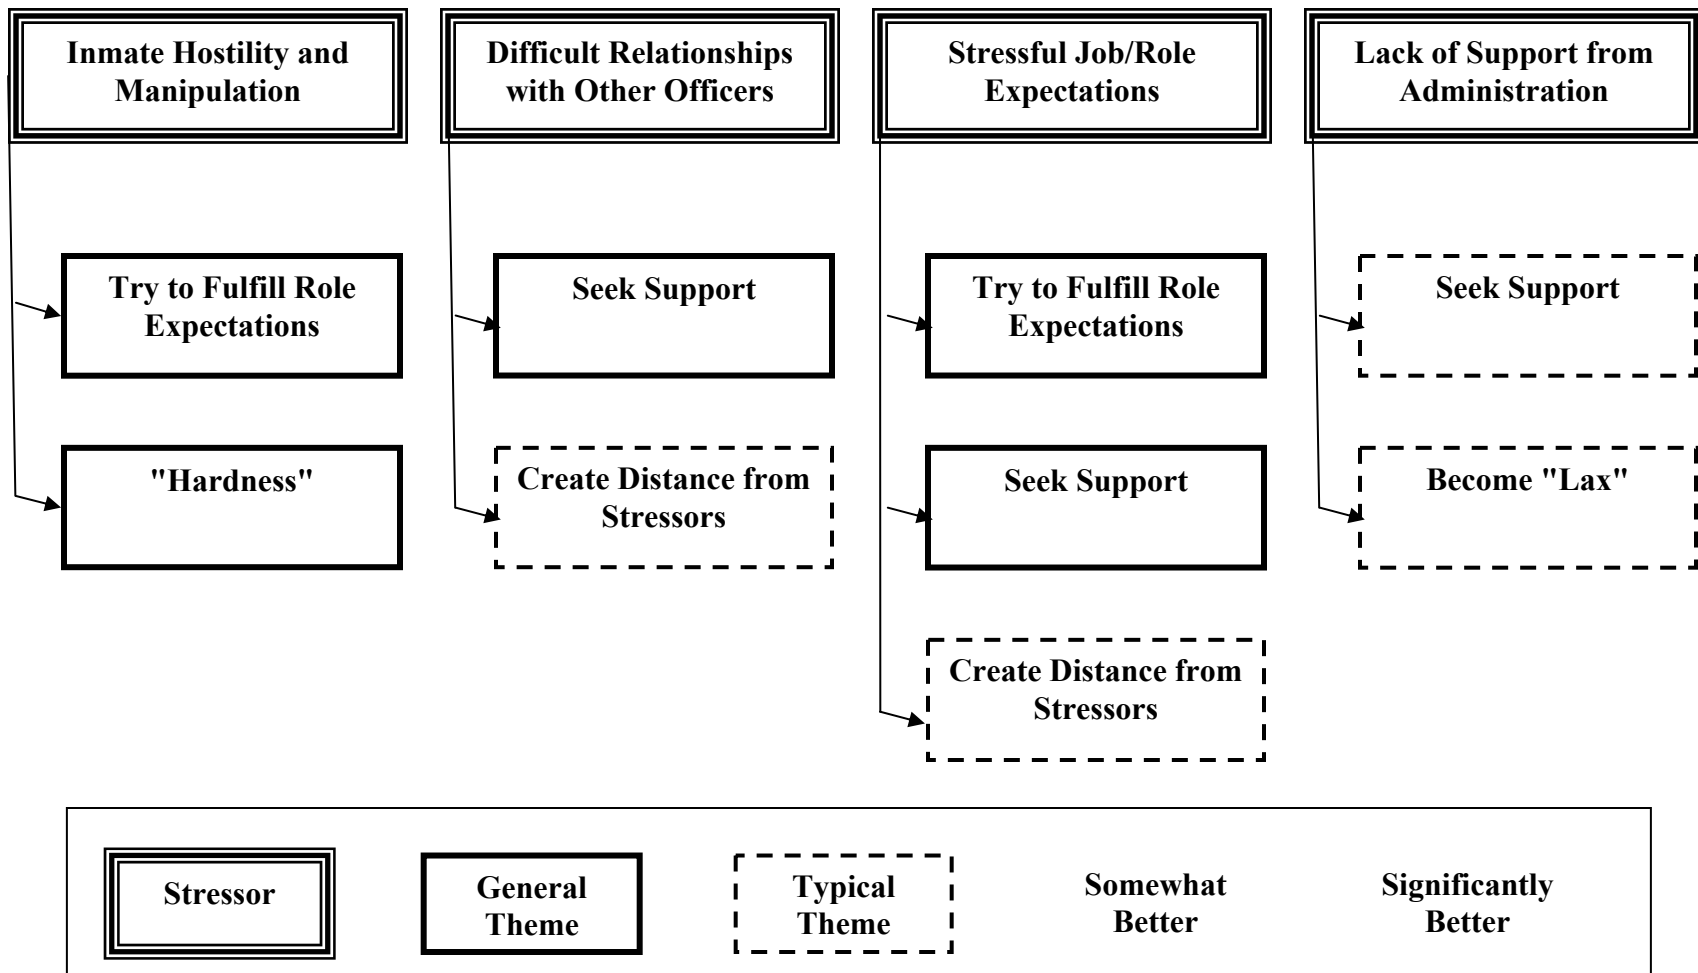 Inmate Hostility and
Manipulation
Difficult Relationships
with Other Officers
Stressful Job/Role
Expectations
Lack of Support from
Administration
Try to Fulfill Role
Expectations
Seek Support
Try to Fulfill Role
Expectations
Seek Support
"Hardness"
Create Distance from
Stressors
Seek Support
Become "Lax"
Create Distance from
Stressors
Stressor
General
Theme
Typical
Theme
Somewhat
Better
Significantly
Better